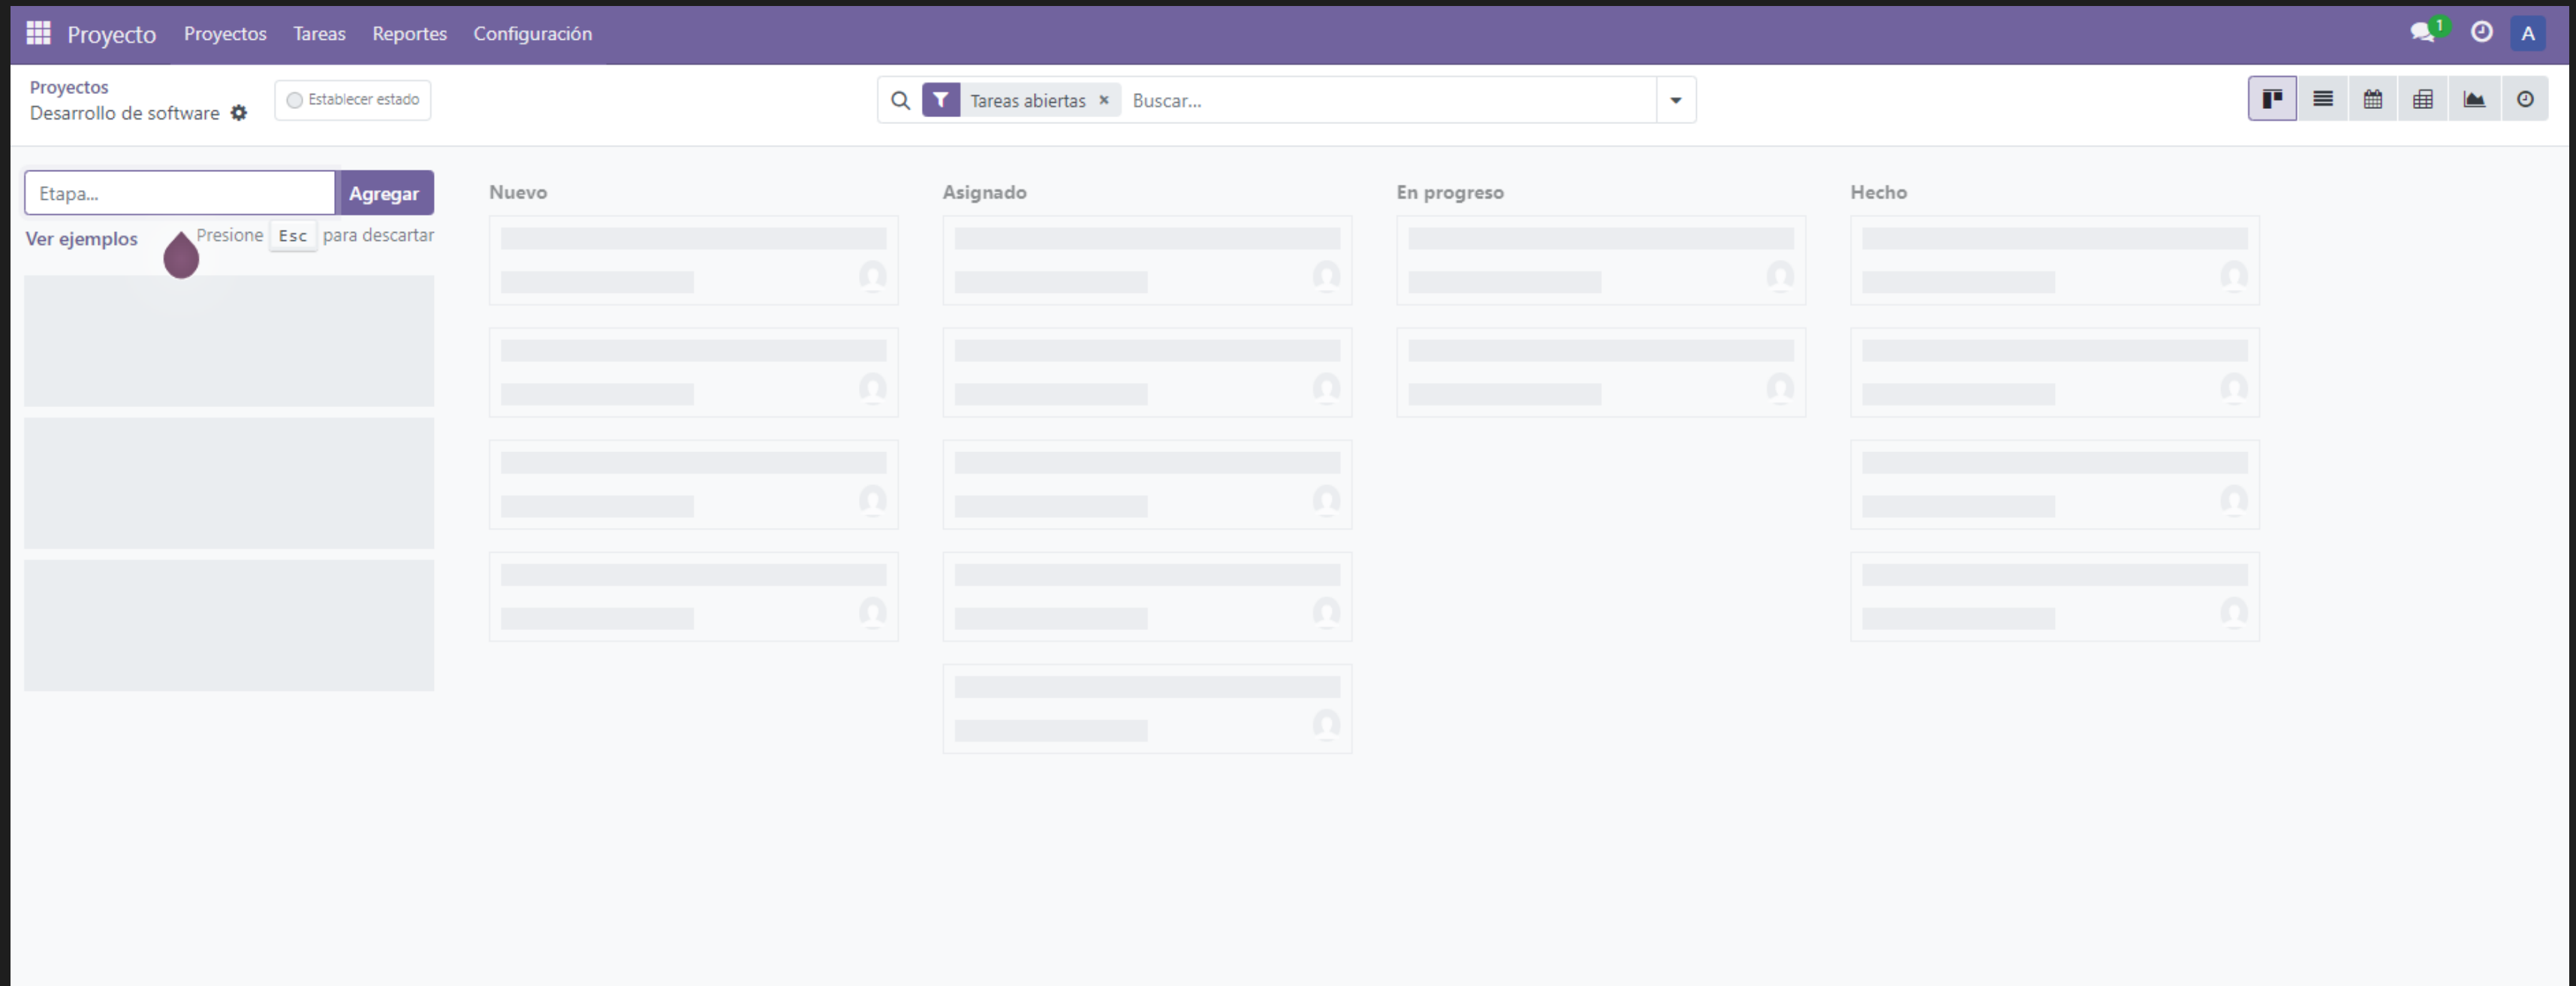 Proyecto Proyectos Tareas Reportes Configuración 1 A
Proyectos
Desarrollo de software
Establecer estado
Tareas abiertas × Buscar...
Etapa... Agregar
Ver ejemplos Presione Esc para descartar
Nuevo Asignado En progreso Hecho